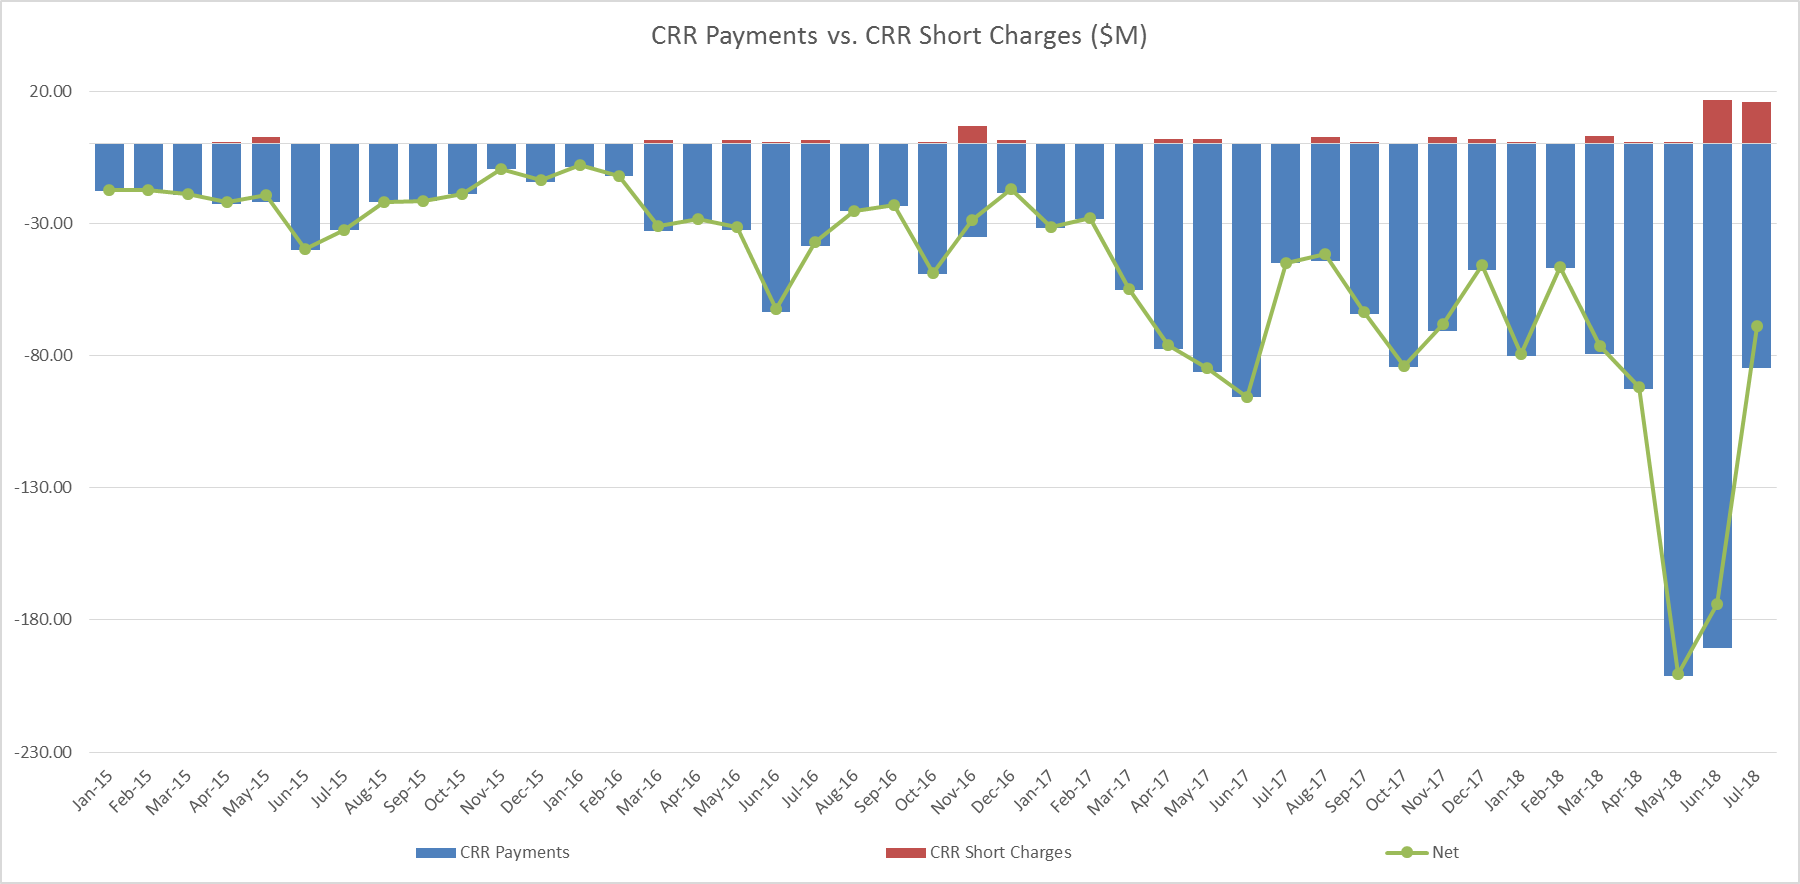 CRR Payments vs. CRR Short Charges ($M)
20.00
-30.00
-80.00
-130.00
-180.00
-230.00
Jan-15
Feb-15
Mar-15
Apr-15
May-15
Jun-15
Jul-15
Aug-15
Sep-15
Oct-15
Nov-15
Dec-15
Jan-16
Feb-16
Mar-16
Apr-16
May-16
Jun-16
Jul-16
Aug-16
Sep-16
Oct-16
Nov-16
Dec-16
Jan-17
Feb-17
Mar-17
Apr-17
May-17
Jun-17
Jul-17
Aug-17
Sep-17
Oct-17
Nov-17
Dec-17
Jan-18
Feb-18
Mar-18
Apr-18
May-18
Jun-18
Jul-18
CRR Payments
CRR Short Charges
Net